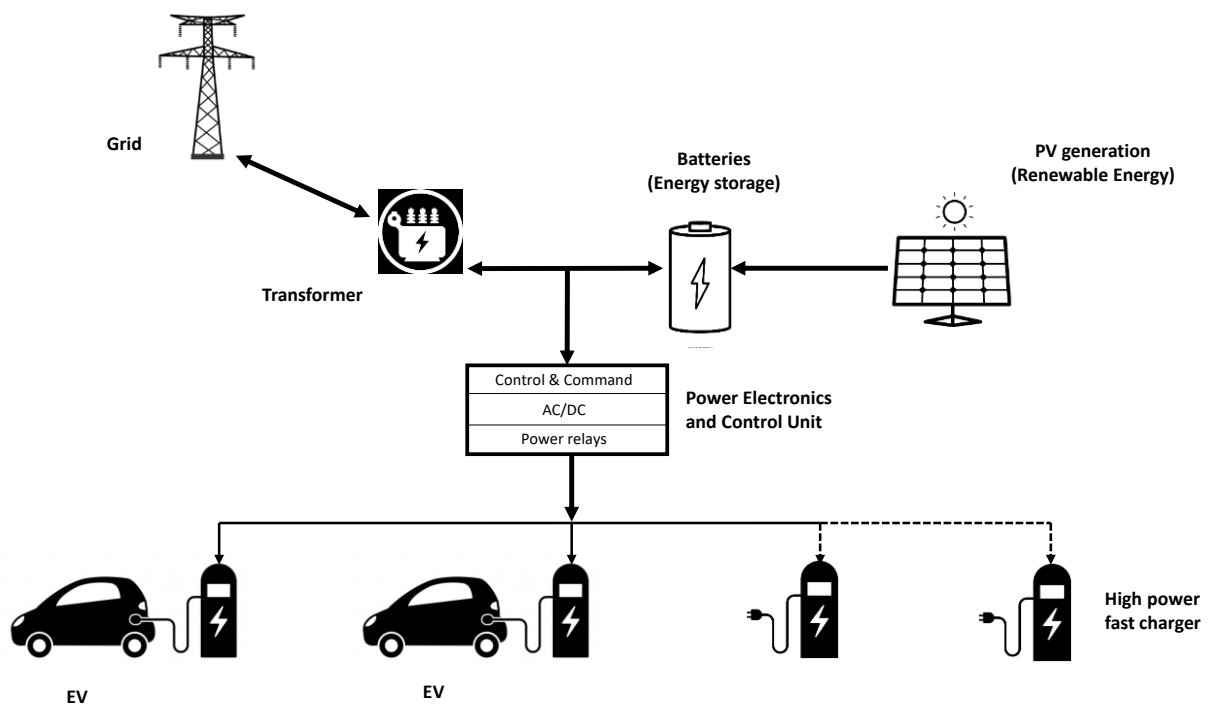 Grid
Batteries
(Energy storage)
PV generation
(Renewable Energy)
Transformer
Control & Command
AC/DC
Power relays
Power Electronics
and Control Unit
High power
fast charger
EV
EV